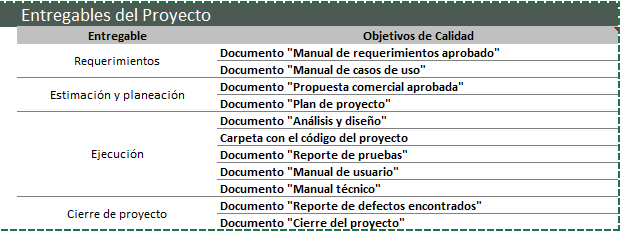 Entregables del Proyecto
Entregable Objetivos de Calidad
Requerimientos
Documento "Manual de requerimientos aprobado"
Documento "Manual de casos de uso"
Estimación y planeación
Documento "Propuesta comercial aprobada"
Documento "Plan de proyecto"
Ejecución
Documento "Análisis y diseño"
Carpeta con el código del proyecto
Documento "Reporte de pruebas"
Documento "Manual de usuario"
Documento "Manual técnico"
Cierre de proyecto
Documento "Reporte de defectos encontrados"
Documento "Cierre del proyecto"